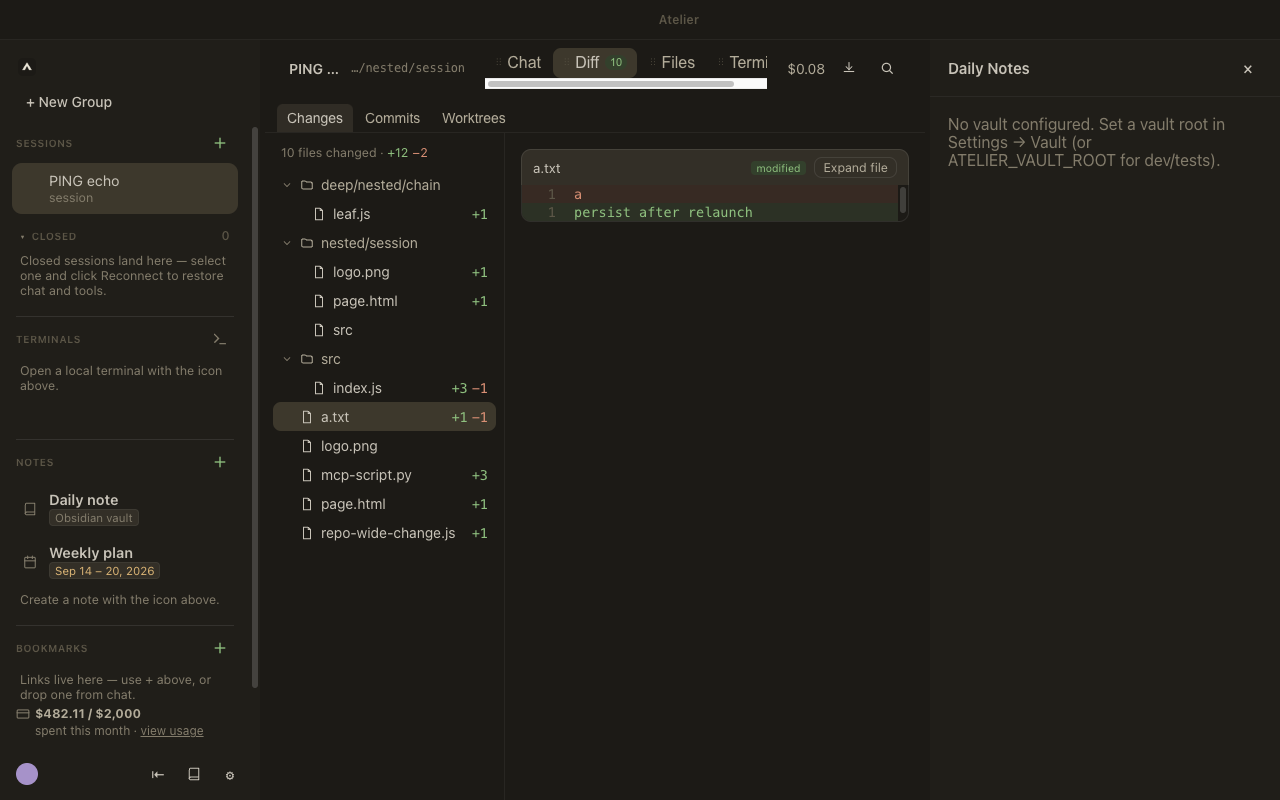 Atelier
+ New Group
SESSIONS
PING echo
session
CLOSED 0
Closed sessions land here — select
one and click Reconnect to restore
chat and tools.
TERMINALS
Open a local terminal with the icon
above.
NOTES
Daily note
Obsidian vault
Weekly plan
Sep 14 – 20, 2026
Create a note with the icon above.
BOOKMARKS
Links live here — use + above, or
drop one from chat.
$482.11 / $2,000
spent this month · view usage
PING ... …/nested/session Chat Diff 10 Files Termi $0.08
Changes Commits Worktrees
10 files changed · +12 −2
deep/nested/chain
leaf.js +1
nested/session
logo.png +1
page.html +1
src
src
index.js +3 −1
a.txt +1 −1
logo.png
mcp-script.py +3
page.html +1
repo-wide-change.js +1
a.txt modified Expand file
1 a
1 persist after relaunch
Daily Notes ×
No vault configured. Set a vault root in
Settings → Vault (or
ATELIER_VAULT_ROOT for dev/tests).